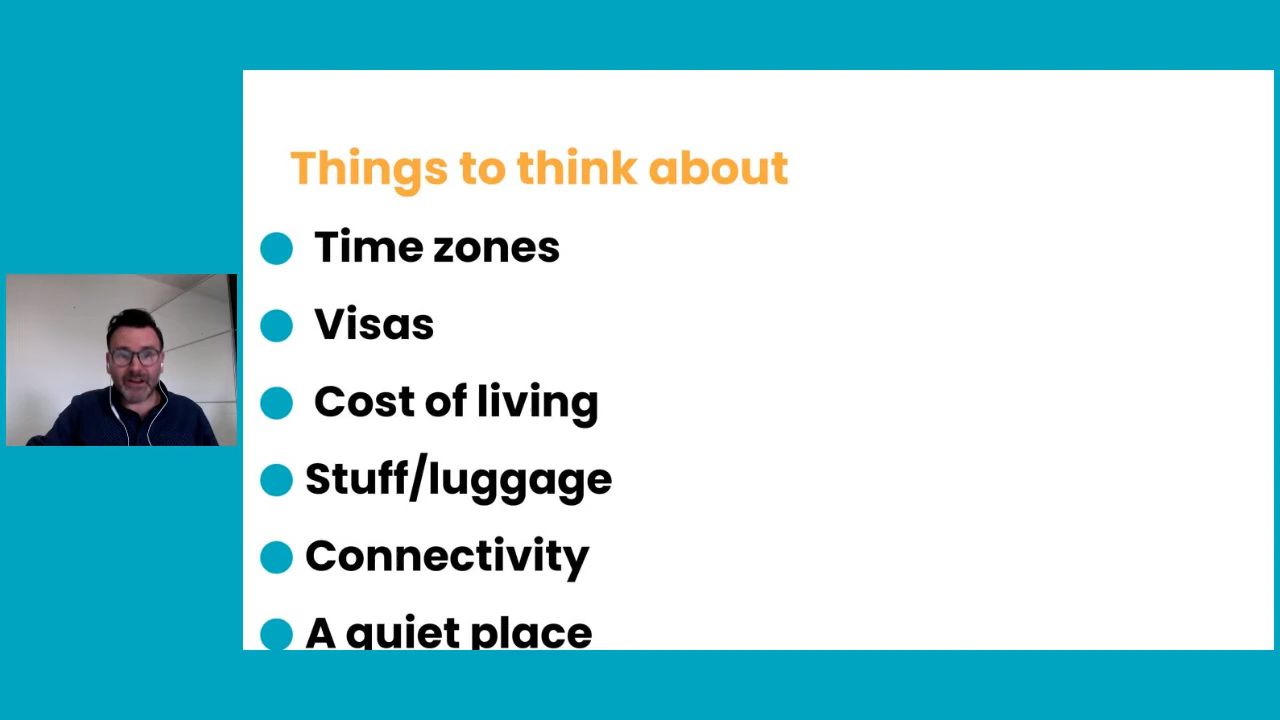 Things to think about
Time zones
Visas
Cost of living
Stuff/luggage
Connectivity
A quiet place